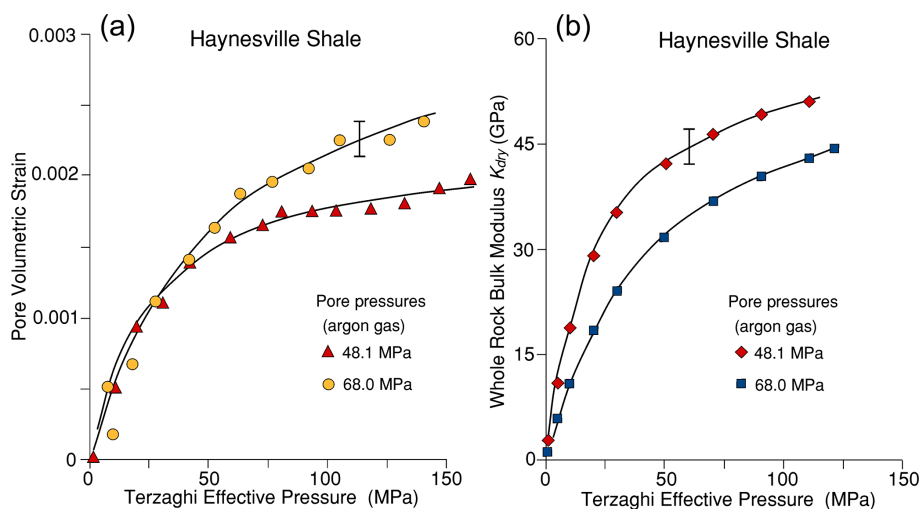 (a)
Haynesville Shale
0.003
0.002
0.001
0
Pore Volumetric Strain
Pore pressures
(argon gas)
48.1 MPa
68.0 MPa
0
50
100
150
Terzaghi Effective Pressure (MPa)
(b)
Haynesville Shale
60
45
30
15
0
Whole Rock Bulk Modulus Kdry (GPa)
Pore pressures
(argon gas)
48.1 MPa
68.0 MPa
0
50
100
150
Terzaghi Effective Pressure (MPa)